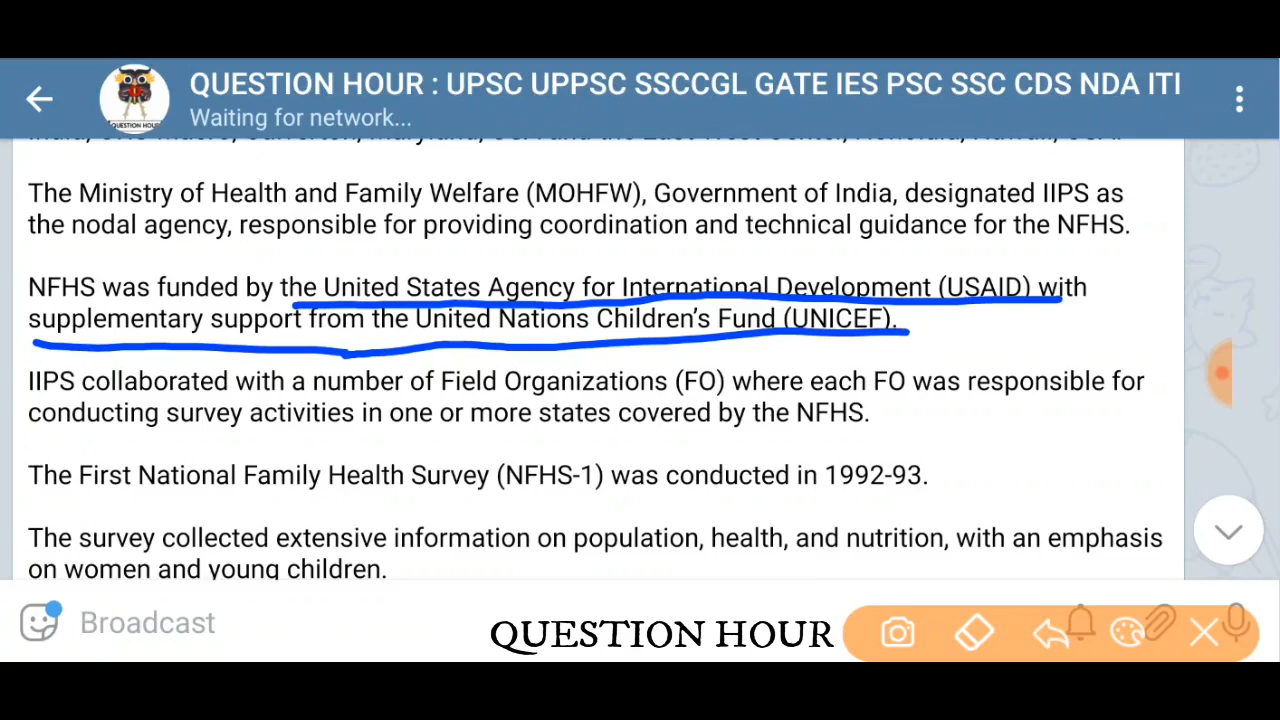 QUESTION HOUR : UPSC UPPSC SSCCGL GATE IES PSC SSC CDS NDA ITI
Waiting for network...
QUESTION HOUR
The Ministry of Health and Family Welfare (MOHFW), Government of India, designated IIPS as
the nodal agency, responsible for providing coordination and technical guidance for the NFHS.
NFHS was funded by the United States Agency for International Development (USAID) with
supplementary support from the United Nations Children's Fund (UNICEF).
IIPS collaborated with a number of Field Organizations (FO) where each FO was responsible for
conducting survey activities in one or more states covered by the NFHS.
The First National Family Health Survey (NFHS-1) was conducted in 1992-93.
The survey collected extensive information on population, health, and nutrition, with an emphasis
on women and young children.
Broadcast
QUESTION HOUR